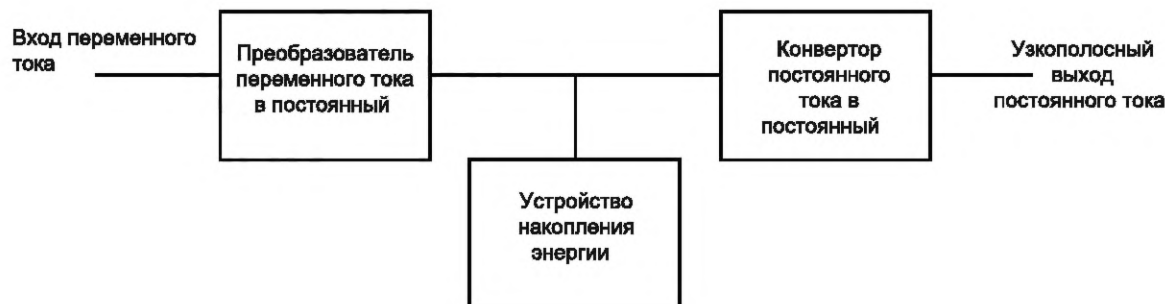 Вход переменного
тока
Преобразователь
переменного тока
в постоянный
Конвертор
постоянного
тока в
постоянный
Узкополосный
выход
постоянного тока
Устройство
накопления
энергии